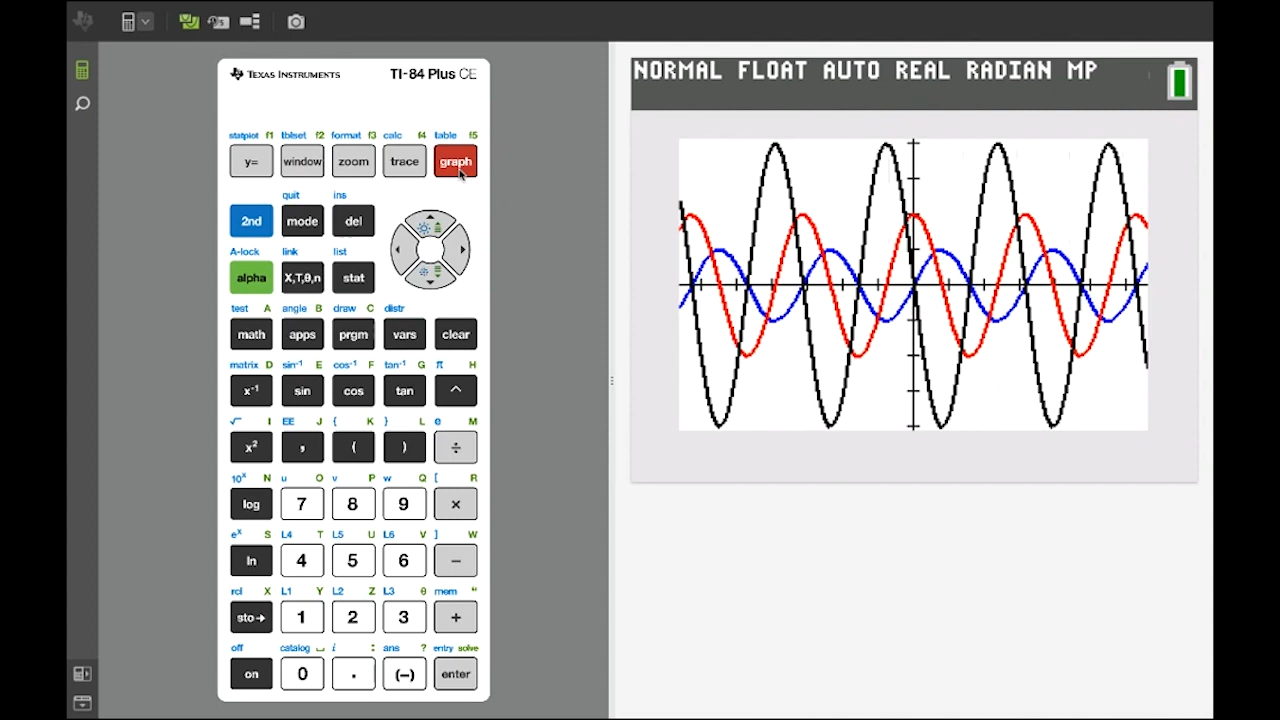 TEXAS INSTRUMENTS TI-84 Plus CE
NORMAL FLOAT AUTO REAL RADIAN MP
statplot f1 tblset f2 format f3 calc f4 table f5
y= window zoom trace graph
quit ins
2nd mode del
A-lock link list
alpha X,T,θ,n stat
test A angle B draw C distr
math apps prgm vars clear
matrix D sin⁻¹ E cos⁻¹ F tan⁻¹ G π H
x⁻¹ sin cos tan ^
√ I EE J { K } L e M
x² , ( ) ÷
10ˣ N u O v P w Q [ R
log 7 8 9 ×
eˣ S L4 T L5 U L6 V ] W
ln 4 5 6 −
rcl X L1 Y L2 Z L3 θ mem "
sto→ 1 2 3 +
off catalog ⎵ i : ans ? entry solve
on 0 . (−) enter